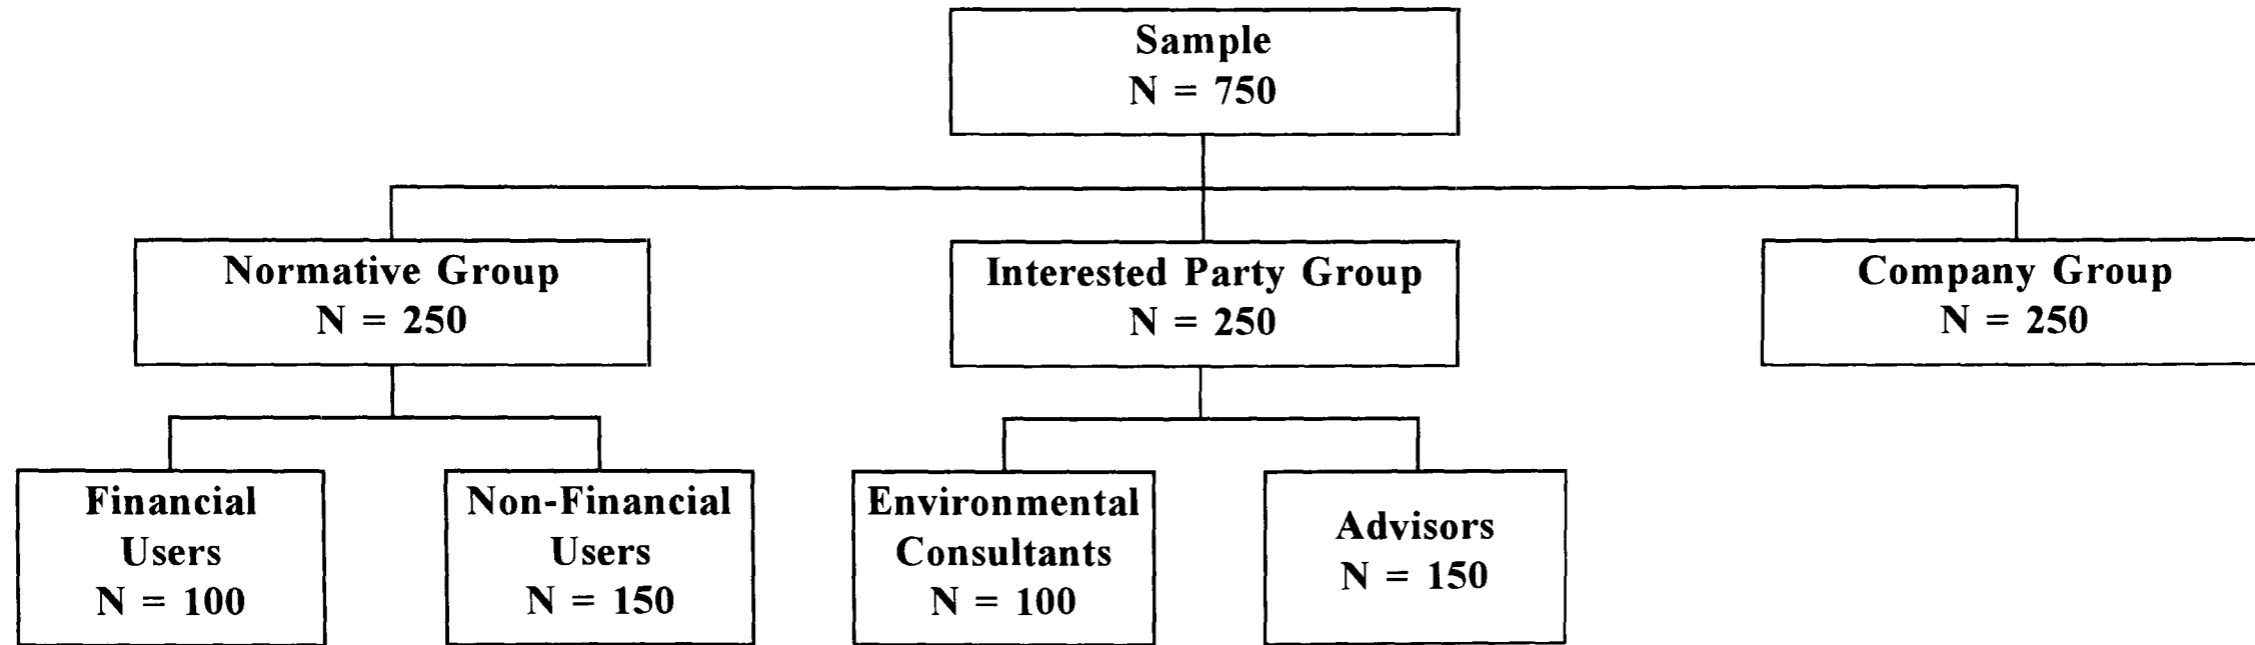 Sample
N = 750
Normative Group
N = 250
Interested Party Group
N = 250
Company Group
N = 250
Financial
Users
N = 100
Non-Financial
Users
N = 150
Environmental
Consultants
N = 100
Advisors
N = 150